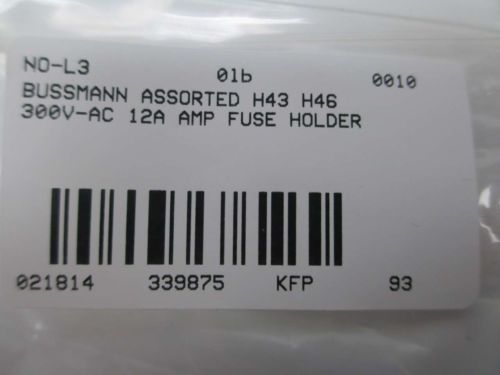 NO-L3 01b 0010
BUSSMANN ASSORTED H43 H46
300V-AC 12A AMP FUSE HOLDER
021814 339875 KFP 93